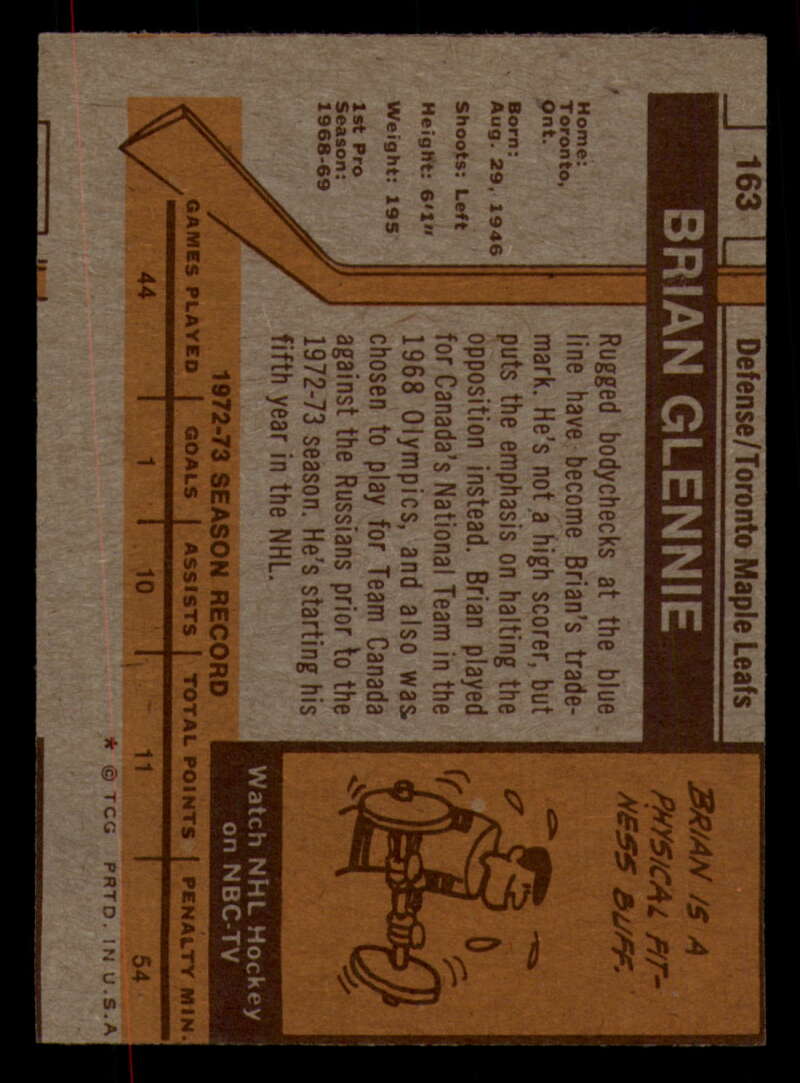 163
Defense/Toronto Maple Leafs
BRIAN GLENNIE
Home:
Toronto,
Ont.
Born:
Aug. 29, 1946
Shoots: Left
Height: 6'1"
Weight: 195
1st Pro
Season:
1968-69
Rugged bodychecks at the blue
line have become Brian's trade-
mark. He's not a high scorer, but
puts the emphasis on halting the
opposition instead. Brian played
for Canada's National Team in the
1968 Olympics, and also was
chosen to play for Team Canada
against the Russians prior to the
1972-73 season. He's starting his
fifth year in the NHL.
BRIAN IS A
PHYSICAL FIT-
NESS BUFF.
Watch NHL Hockey
on NBC-TV
1972-73 SEASON RECORD
GAMES PLAYED GOALS ASSISTS TOTAL POINTS PENALTY MIN.
44 1 10 11 54
* © TCG PRTD. IN U.S.A